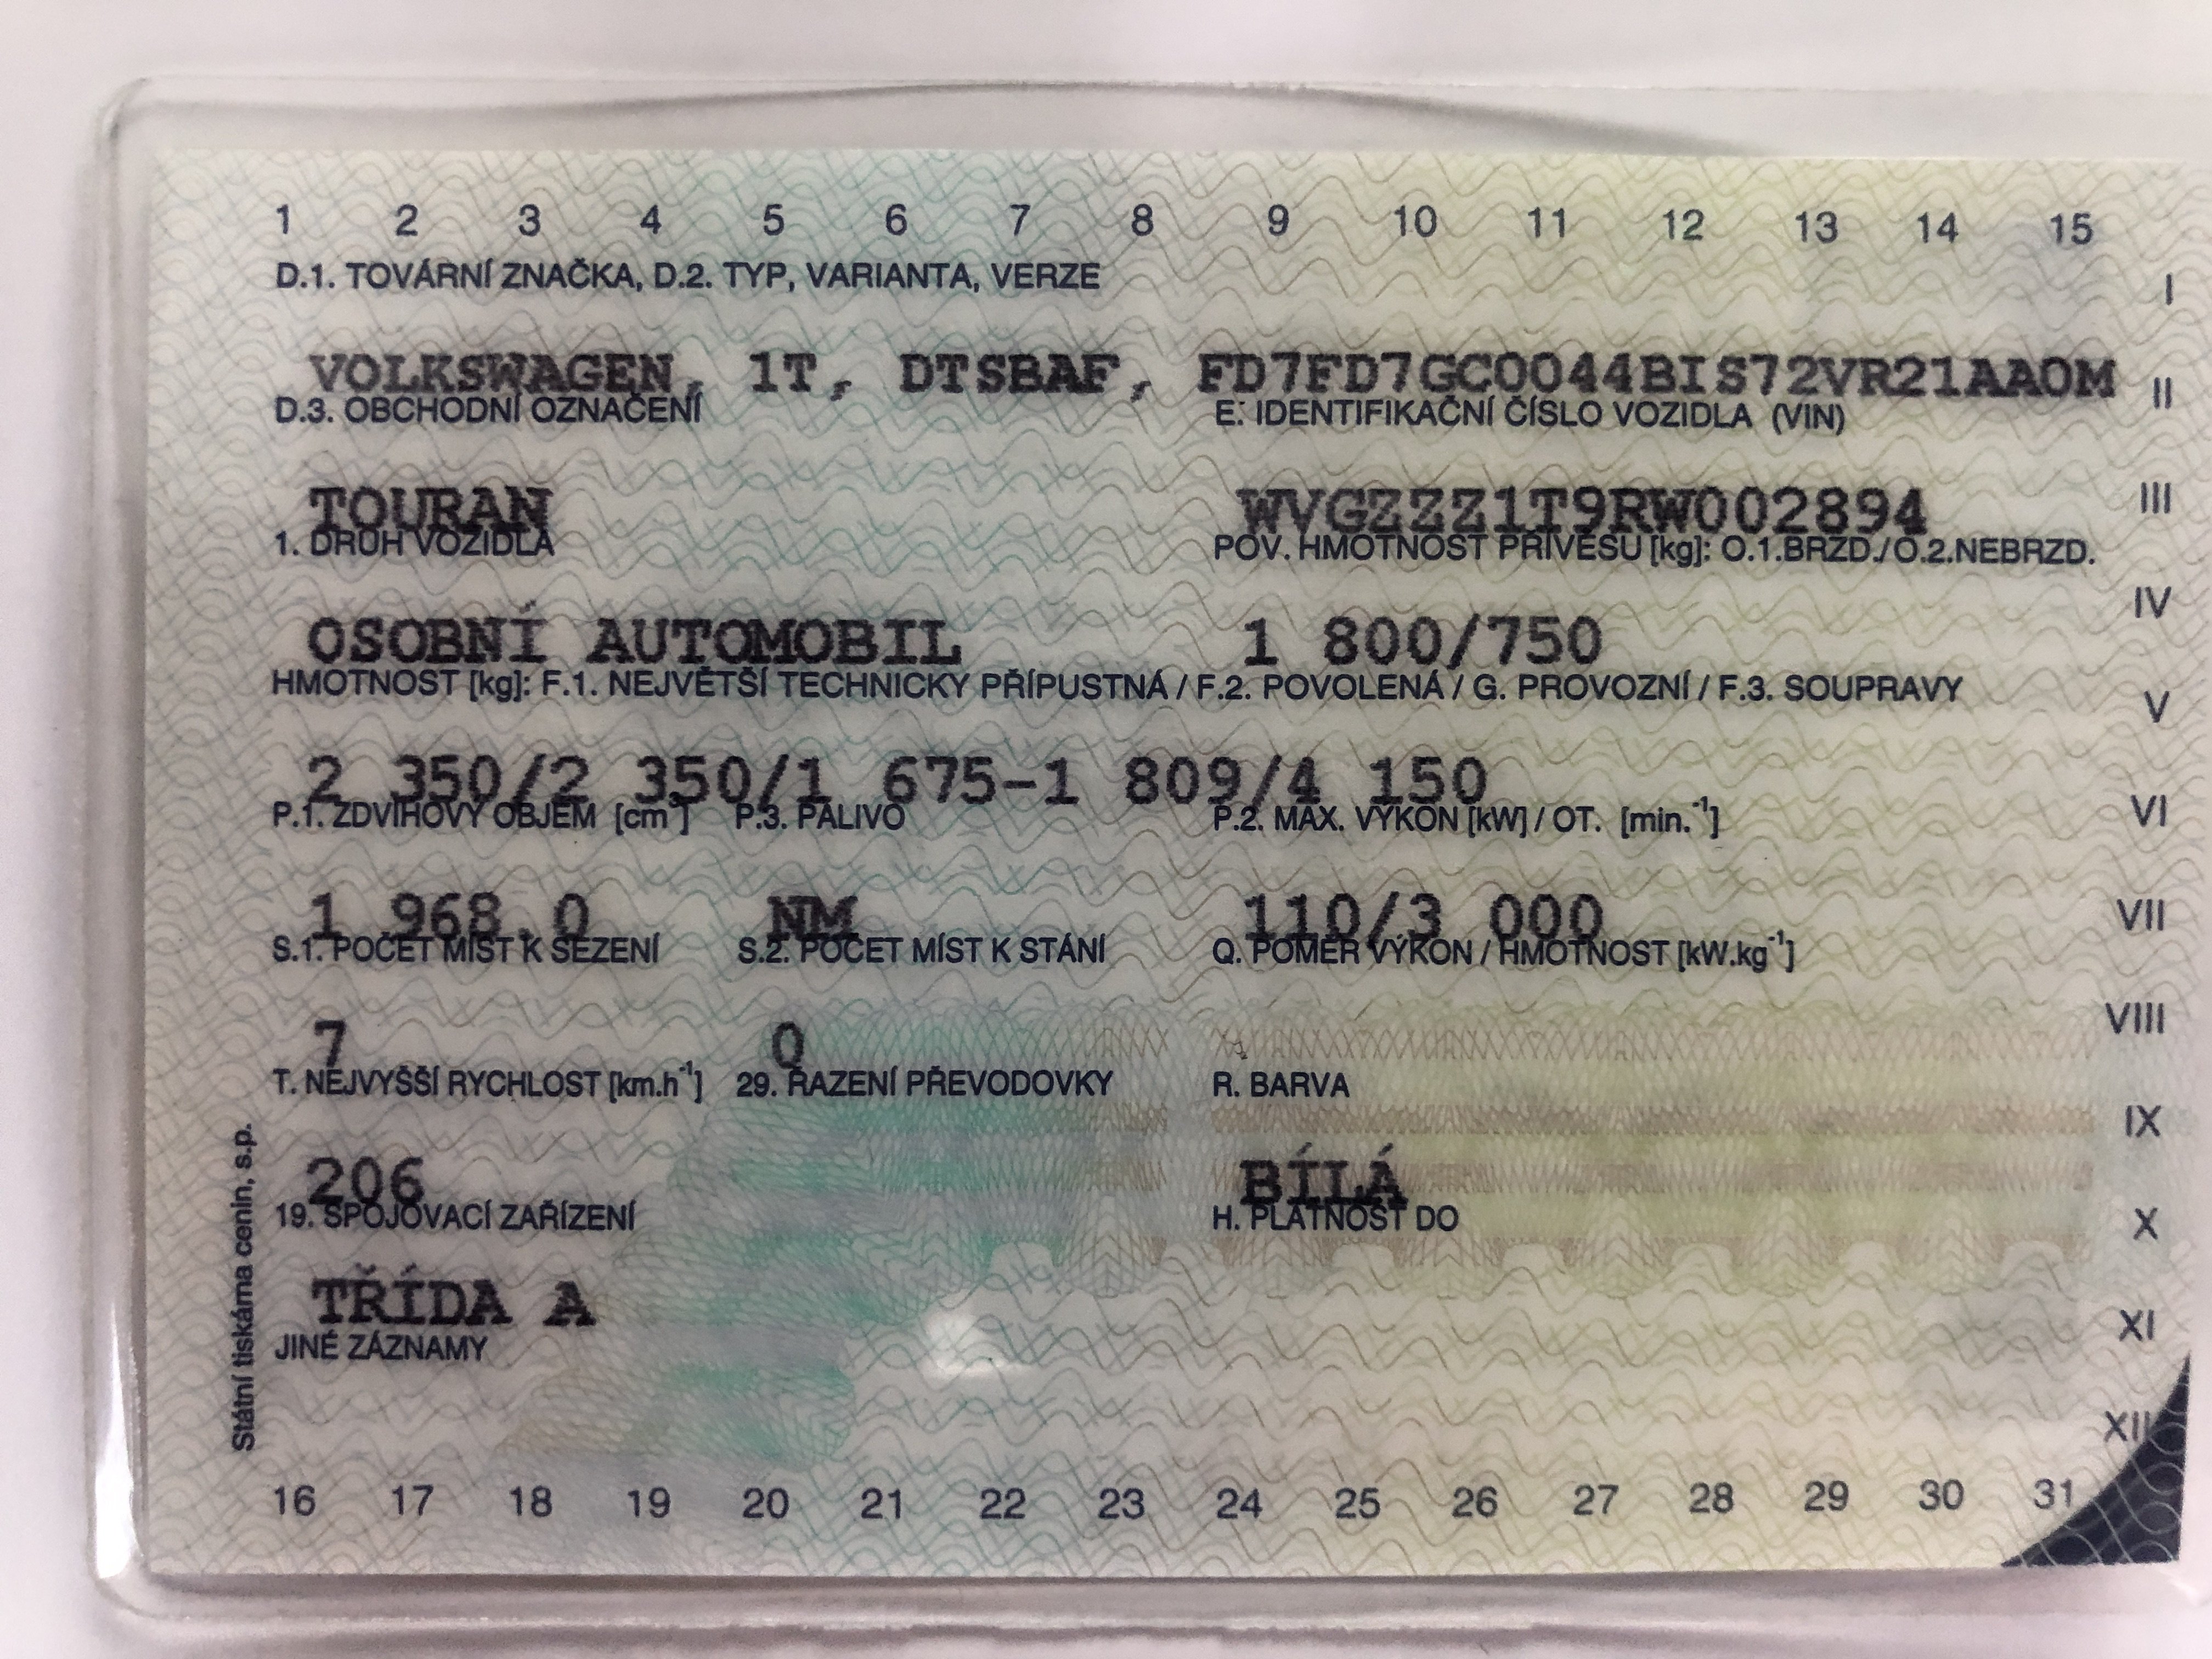 1 2 3 4 5 6 7 8 9 10 11 12 13 14 15
D.1. TOVÁRNÍ ZNAČKA, D.2. TYP, VARIANTA, VERZE
I
VOLKSWAGEN, 1T, DTSBAF, FD7FD7GC0044BIS72VR21AA0M
II
D.3. OBCHODNÍ OZNAČENÍ E. IDENTIFIKAČNÍ ČÍSLO VOZIDLA (VIN)
TOURAN WVGZZZ1T9RW002894
III
1. DRUH VOZIDLA POV. HMOTNOST PŘÍVĚSU [kg]: O.1.BRZD./O.2.NEBRZD.
IV
OSOBNÍ AUTOMOBIL 1 800/750
HMOTNOST [kg]: F.1. NEJVĚTŠÍ TECHNICKY PŘÍPUSTNÁ / F.2. POVOLENÁ / G. PROVOZNÍ / F.3. SOUPRAVY
V
2 350/2 350/1 675-1 809/4 150
P.1. ZDVIHOVÝ OBJEM [cm³] P.3. PALIVO P.2. MAX. VÝKON [kW] / OT. [min.⁻¹]
VI
1 968.0 NM 110/3 000
VII
S.1. POČET MÍST K SEZENÍ S.2. POČET MÍST K STÁNÍ Q. POMĚR VÝKON / HMOTNOST [kW.kg⁻¹]
VIII
7 0
T. NEJVYŠŠÍ RYCHLOST [km.h⁻¹] 29. ŘAZENÍ PŘEVODOVKY R. BARVA
IX
206 BÍLÁ
19. SPOJOVACÍ ZAŘÍZENÍ H. PLATNOST DO
X
TŘÍDA A
XI
JINÉ ZÁZNAMY
XII
Státní tiskárna cenin, s.p.
16 17 18 19 20 21 22 23 24 25 26 27 28 29 30 31